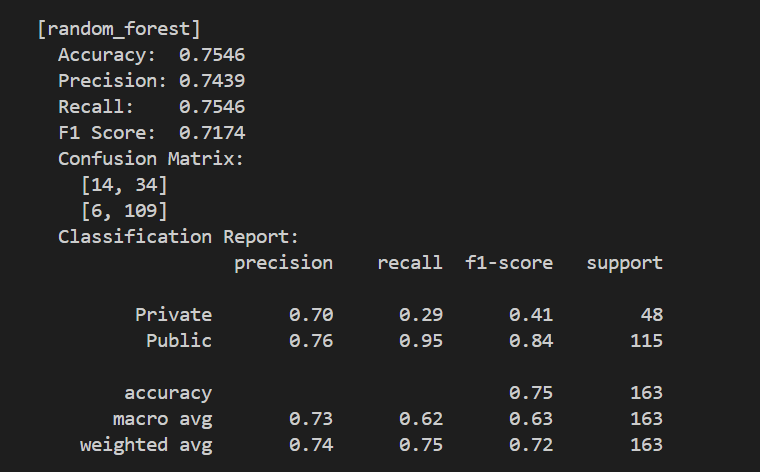 [random_forest]
Accuracy: 0.7546
Precision: 0.7439
Recall: 0.7546
F1 Score: 0.7174
Confusion Matrix:
[14, 34]
[6, 109]
Classification Report:
precision recall f1-score support
Private 0.70 0.29 0.41 48
Public 0.76 0.95 0.84 115
accuracy 0.75 163
macro avg 0.73 0.62 0.63 163
weighted avg 0.74 0.75 0.72 163